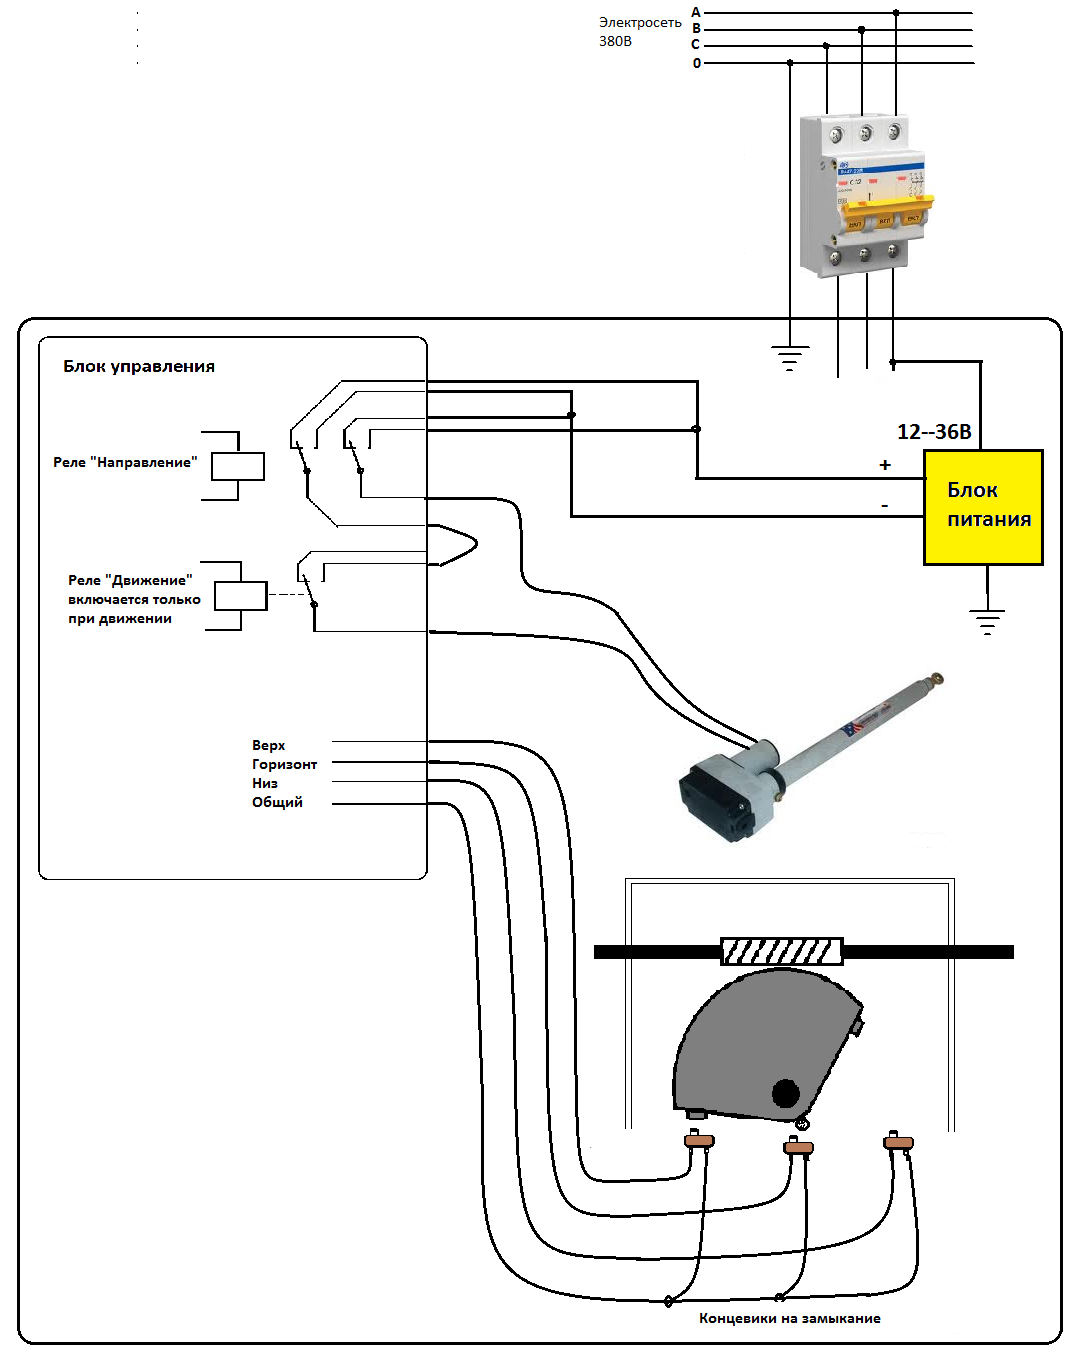 Электросеть
380В
A
B
C
0
Блок управления
Реле "Направление"
12--36В
+
-
Блок
питания
Реле "Движение"
включается только
при движении
Верх
Горизонт
Низ
Общий
Концевики на замыкание